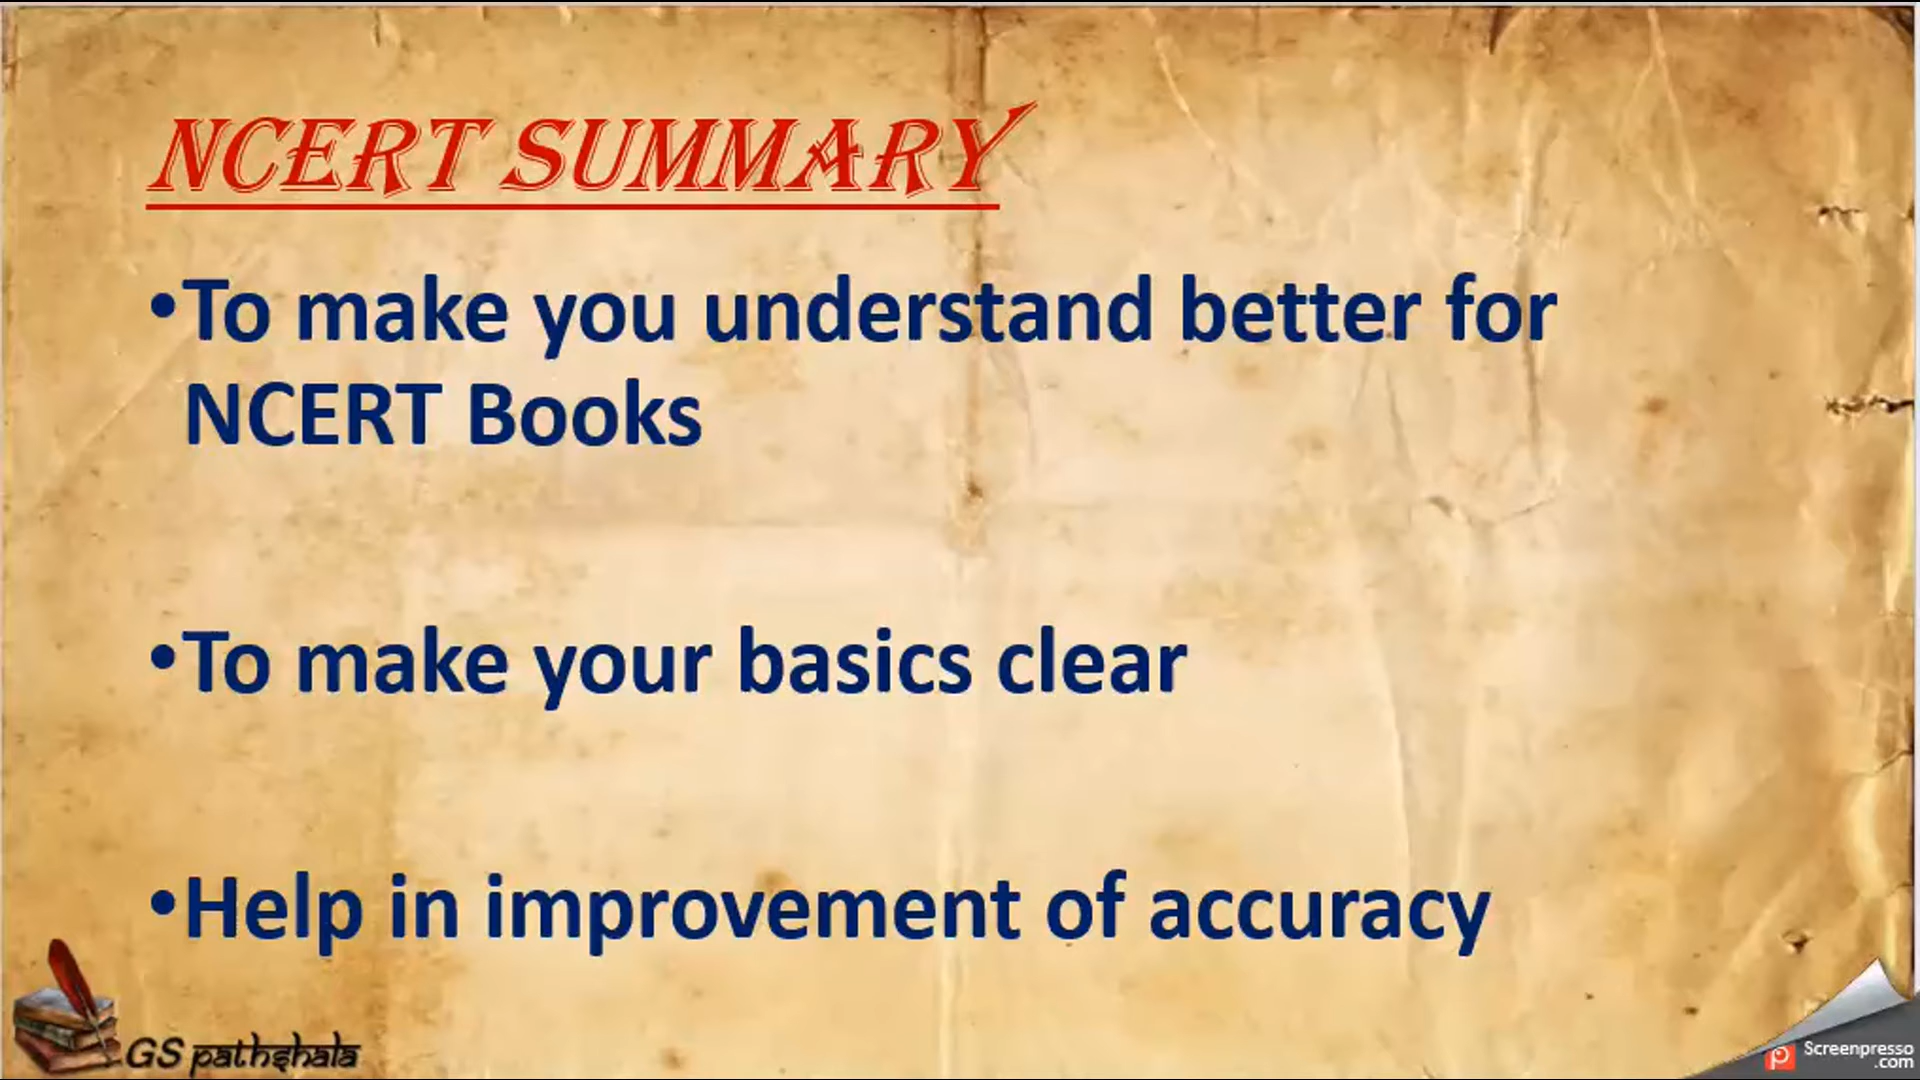 NCERT SUMMARY
•To make you understand better for
NCERT Books
•To make your basics clear
•Help in improvement of accuracy
GS pathshala
Screenpresso
.com